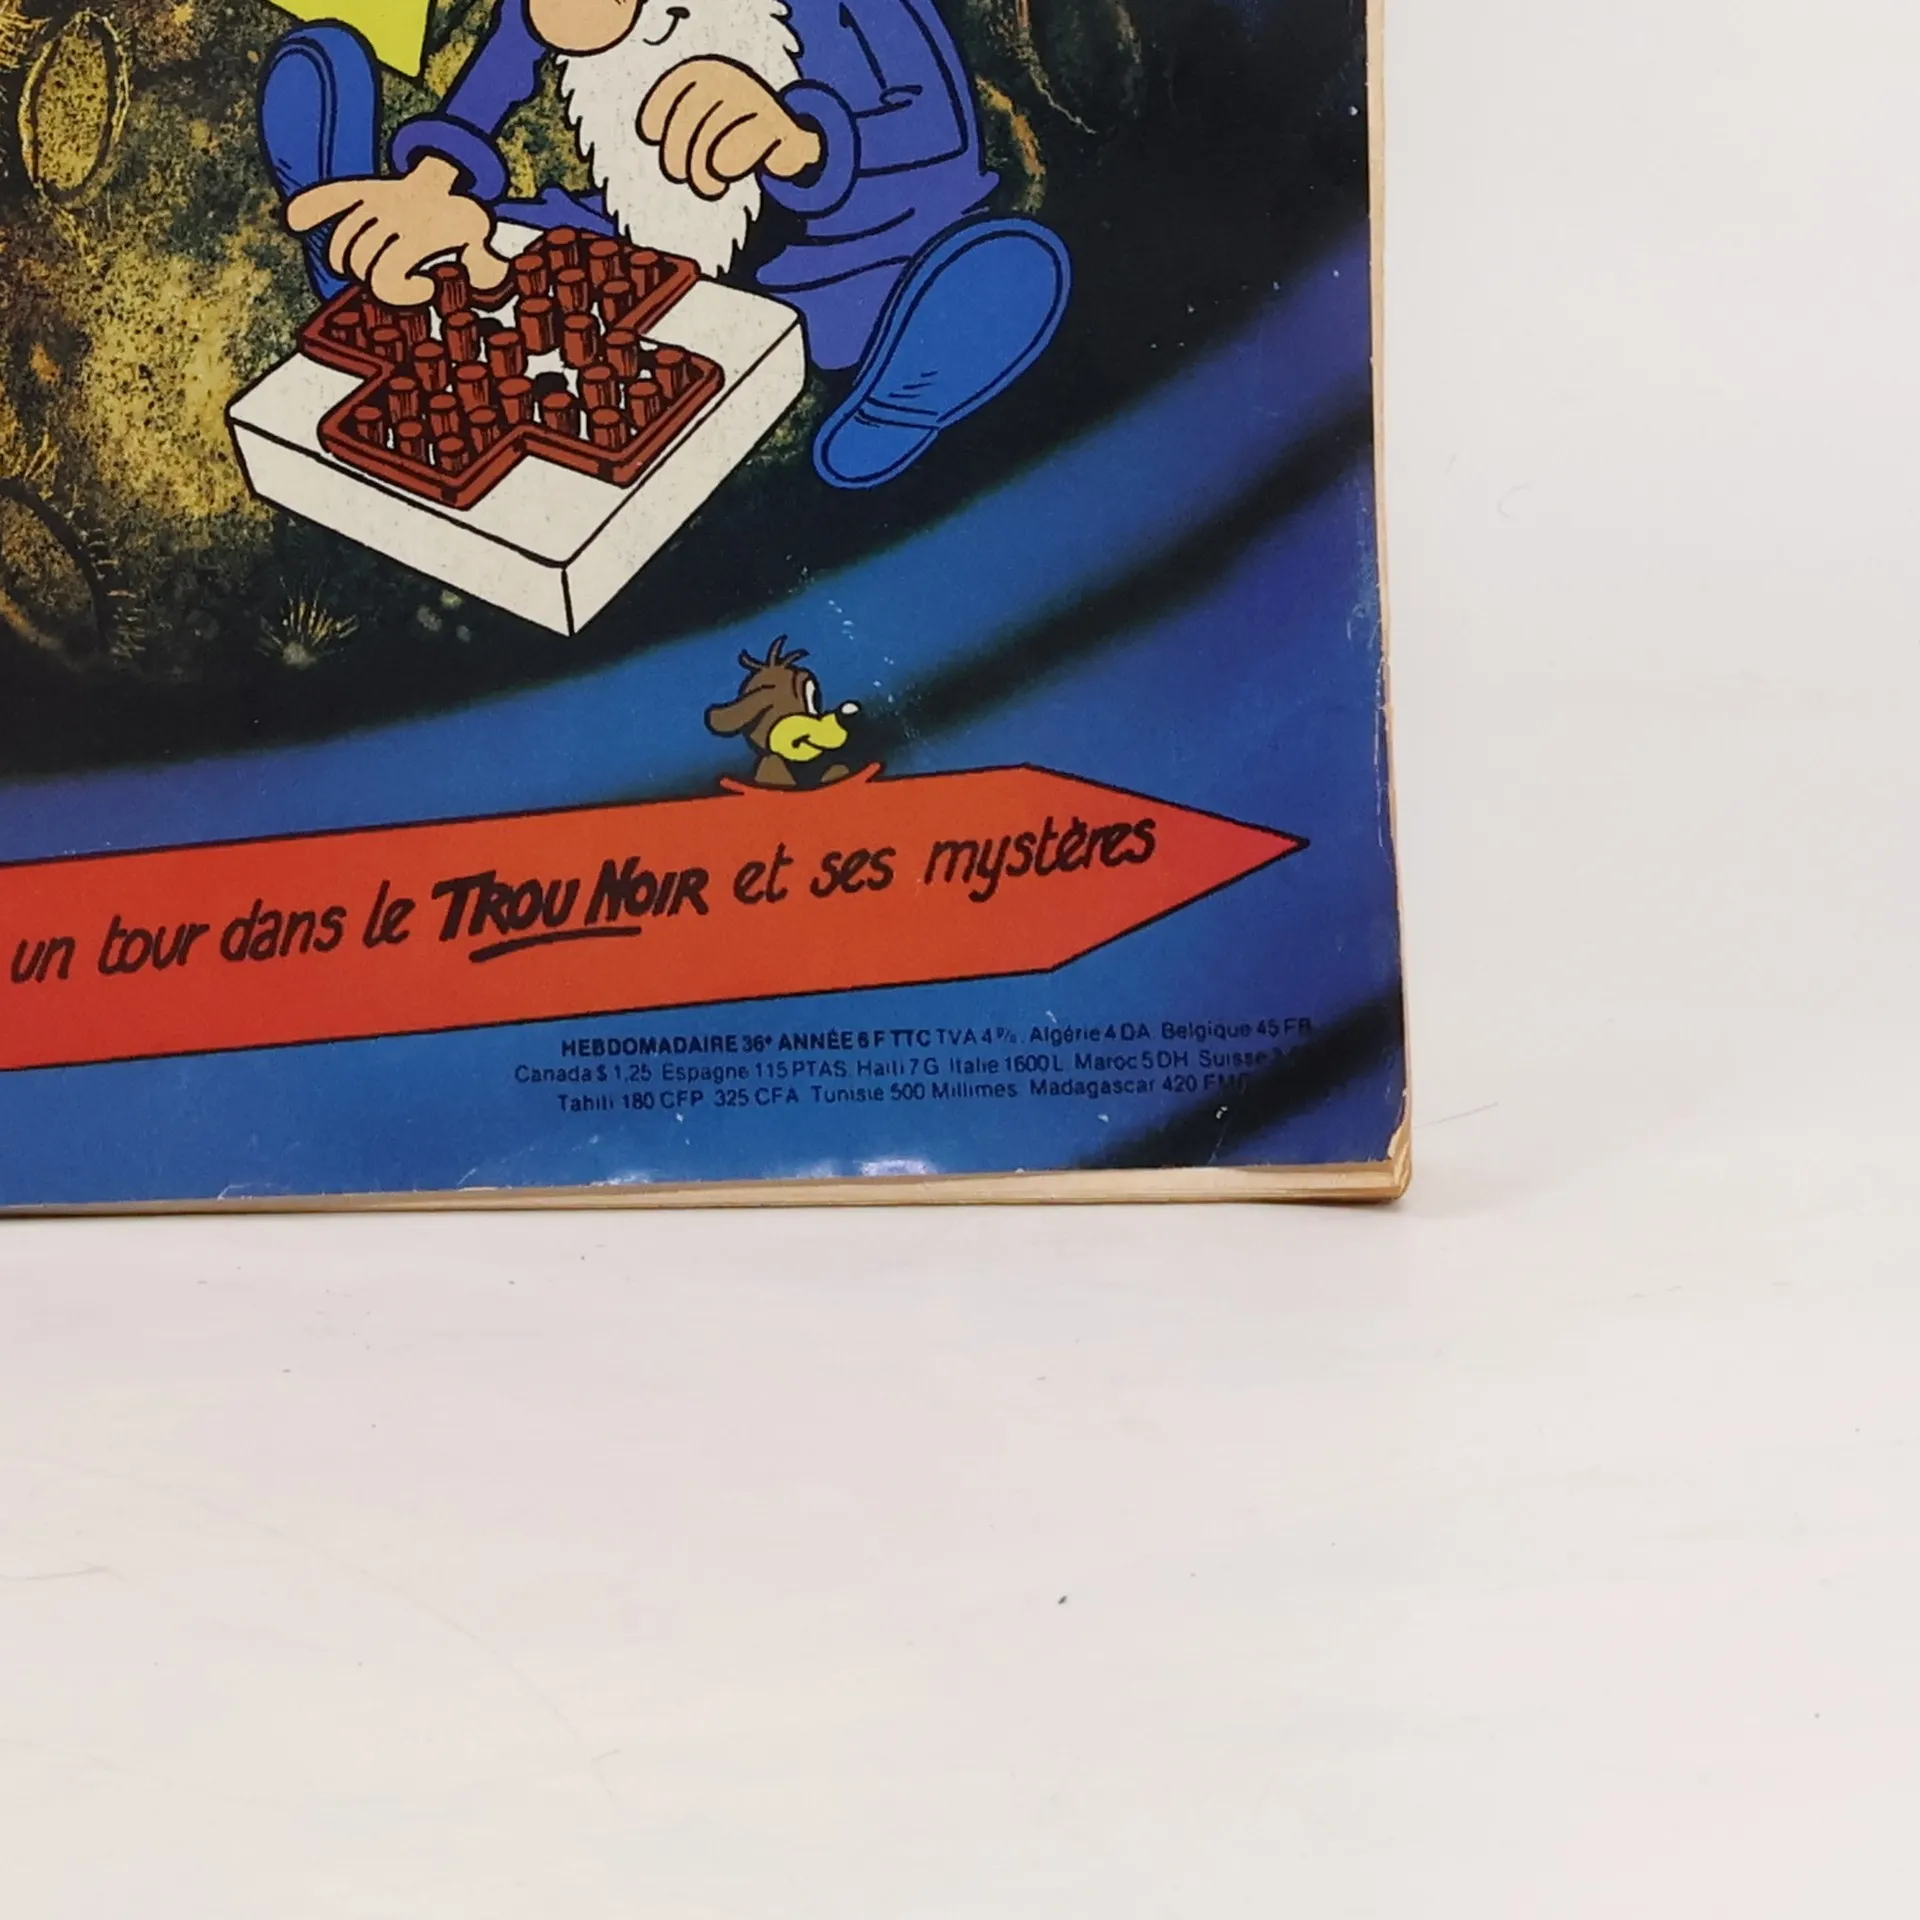 un tour dans le TROU NOIR et ses mystères
HEBDOMADAIRE 36e ANNÉE 6 F TTC TVA 4 %. Algérie 4 DA Belgique 45 FB
Canada $ 1,25 Espagne 115 PTAS Haïti 7 G Italie 1600 L Maroc 5 DH Suisse
Tahiti 180 CFP 325 CFA Tunisie 500 Millimes Madagascar 420